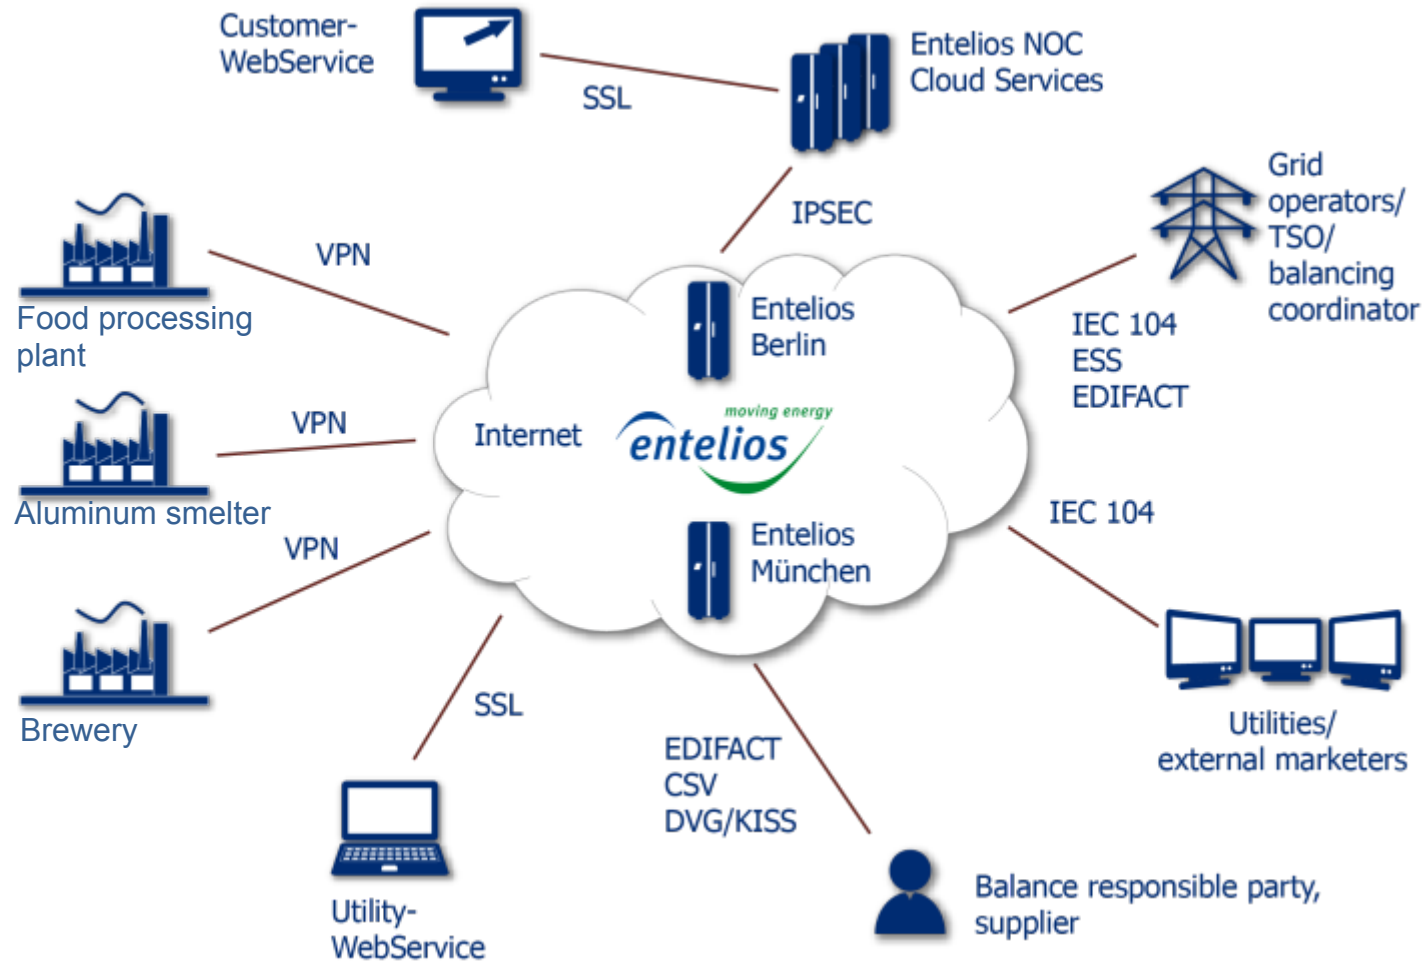 Customer-
WebService
SSL
Entelios NOC
Cloud Services
IPSEC
Grid
operators/
TSO/
balancing
coordinator
VPN
Food processing
plant
IEC 104
ESS
EDIFACT
Entelios
Berlin
VPN
Aluminum smelter
Internet
moving energy
entelios
IEC 104
VPN
Brewery
Entelios
München
Utilities/
external marketers
SSL
Utility-
WebService
EDIFACT
CSV
DVG/KISS
Balance responsible party,
supplier